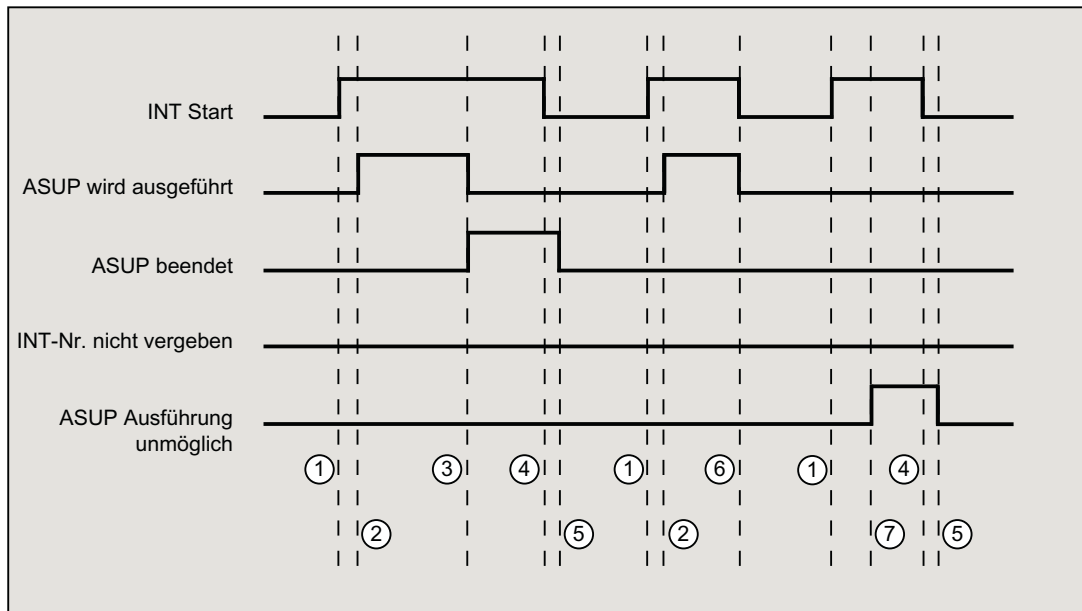 INT Start
ASUP wird ausgeführt
ASUP beendet
INT-Nr. nicht vergeben
ASUP Ausführung
unmöglich
1 3 4 1 6 1 4
2 5 2 7 5